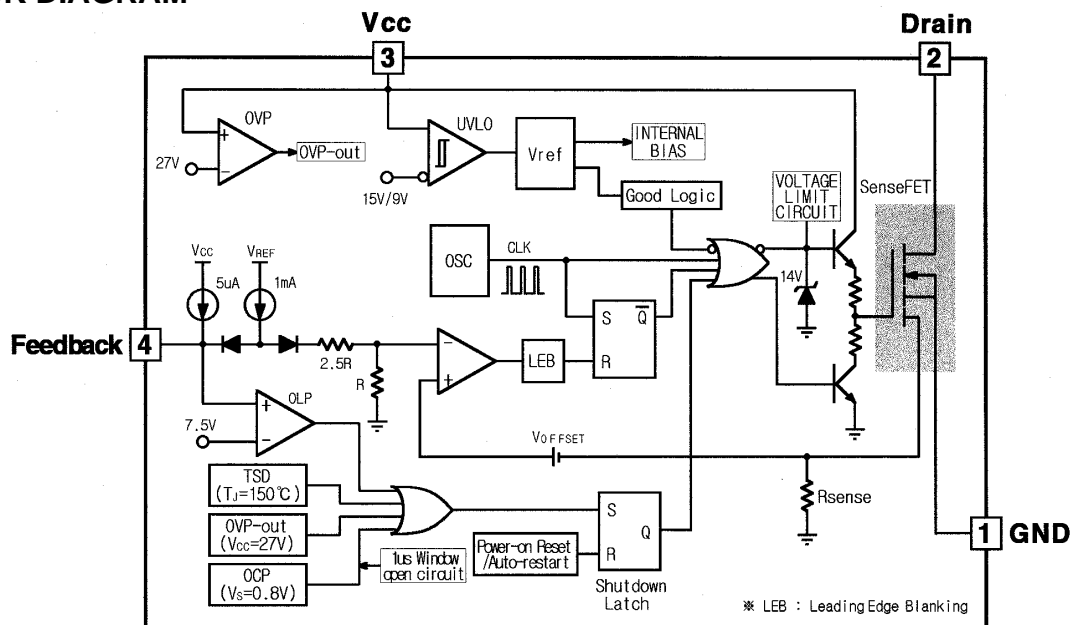 Vcc
Drain
3
2
OVP
+
-
27V
OVP-out
UVLO
15V/9V
Vref
INTERNAL
BIAS
Good Logic
VOLTAGE
LIMIT
CIRCUIT
SenseFET
OSC
CLK
14V
Vcc
VREF
5uA
1mA
Feedback
4
2.5R
R
-
+
LEB
S
Q
R
OLP
+
-
7.5V
VOFFSET
Rsense
TSD
(TJ=150℃)
OVP-out
(Vcc=27V)
OCP
(VS=0.8V)
1us Window
open circuit
Power-on Reset
/Auto-restart
S
Q
R
Shutdown
Latch
1
GND
※ LEB : Leading Edge Blanking